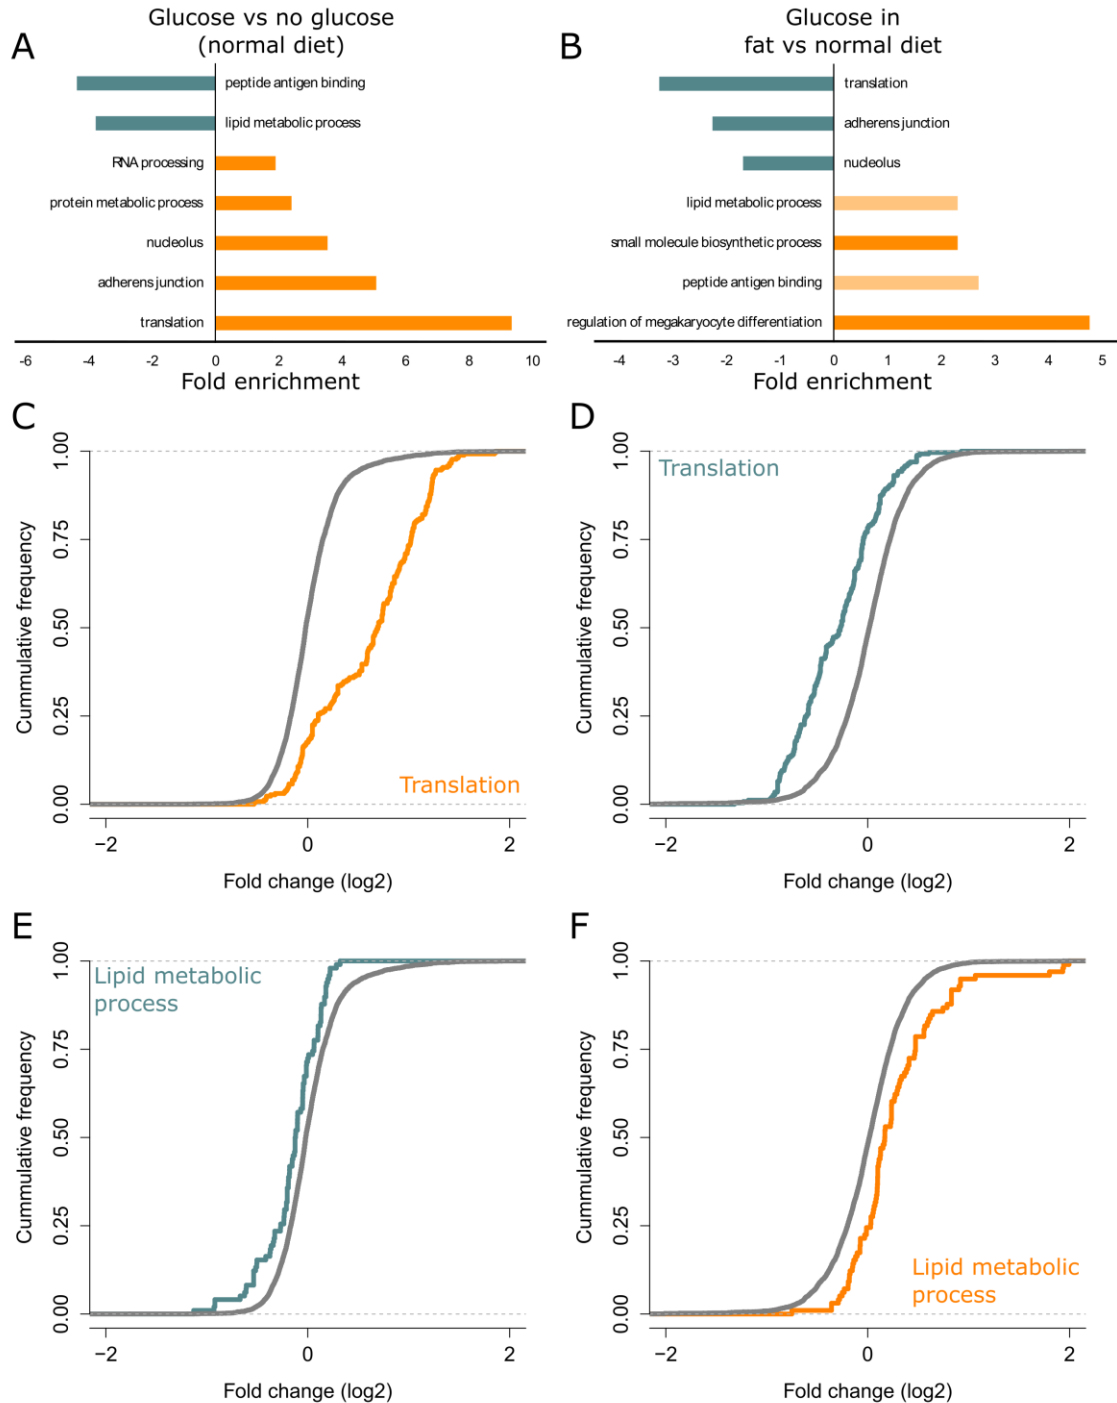 Glucose vs no glucose
(normal diet)
A
peptide antigen binding
lipid metabolic process
RNA processing
protein metabolic process
nucleolus
adherens junction
translation
-6 -4 -2 0 2 4 6 8 10
Fold enrichment
Glucose in
fat vs normal diet
B
translation
adherens junction
nucleolus
lipid metabolic process
small molecule biosynthetic process
peptide antigen binding
regulation of megakaryocyte differentiation
-4 -3 -2 -1 0 1 2 3 4 5
Fold enrichment
C
Cummulative frequency
1.00
0.75
0.50
0.25
0.00
Translation
−2 0 2
Fold change (log2)
D
Cummulative frequency
1.00
0.75
0.50
0.25
0.00
Translation
−2 0 2
Fold change (log2)
E
Cummulative frequency
1.00
0.75
0.50
0.25
0.00
Lipid metabolic
process
−2 0 2
Fold change (log2)
F
Cummulative frequency
1.00
0.75
0.50
0.25
0.00
Lipid metabolic
process
−2 0 2
Fold change (log2)